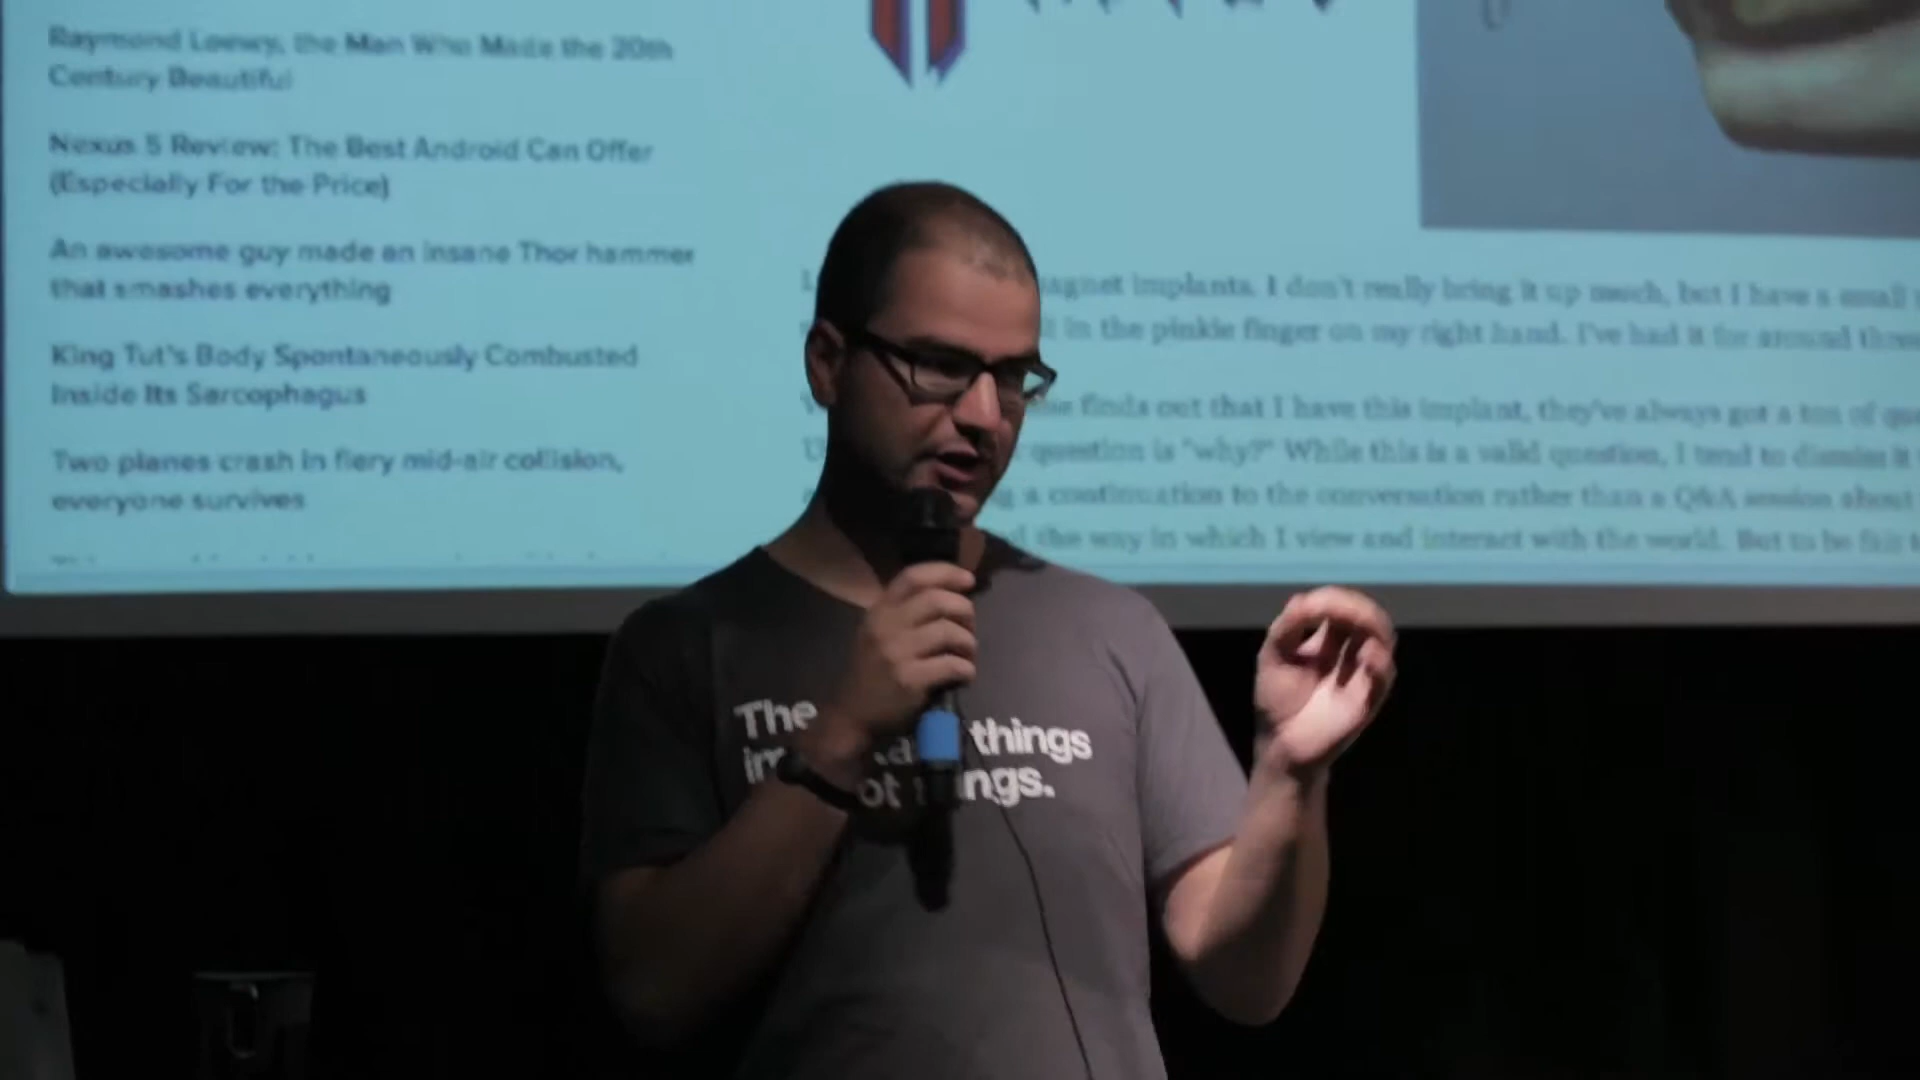 Raymond Loewy, the Man Who Made the 20th
Century Beautiful
Nexus 5 Review: The Best Android Can Offer
(Especially For the Price)
An awesome guy made an insane Thor hammer
that smashes everything
King Tut's Body Spontaneously Combusted
Inside Its Sarcophagus
Two planes crash in fiery mid-air collision,
everyone survives
agnet implants. I don't really bring it up much, but I have a small
in the pinkie finger on my right hand. I've had it for around
finds out that I have this implant, they've always got a ton of
question is "why?" While this is a valid question, I tend to dismiss it
a continuation to the conversation rather than a Q&A session about
the way in which I view and interact with the world. But to be fair
The things
ngs.